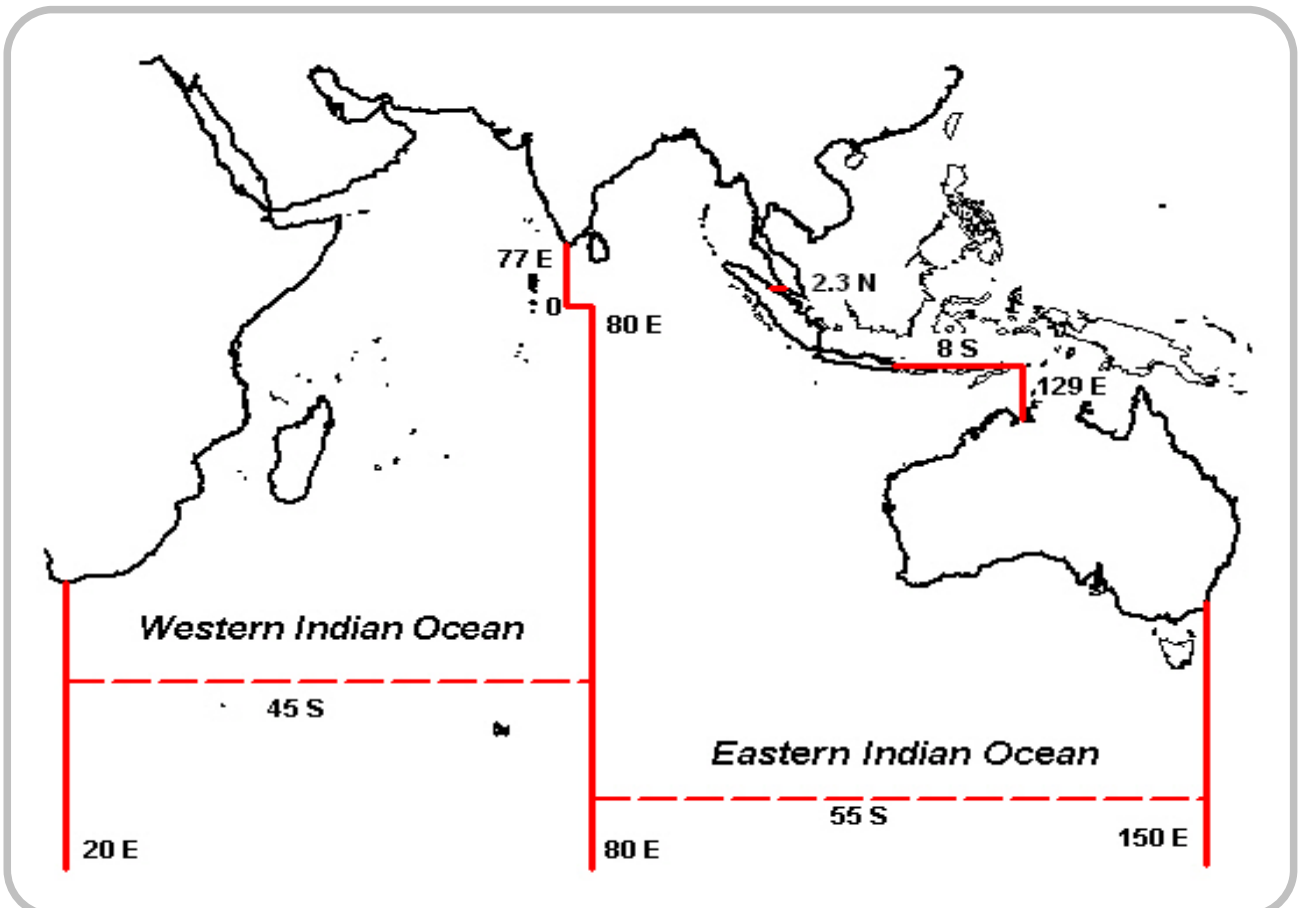 77 E
2.3 N
0
80 E
8 S
129 E
Western Indian Ocean
45 S
Eastern Indian Ocean
55 S
20 E
80 E
150 E